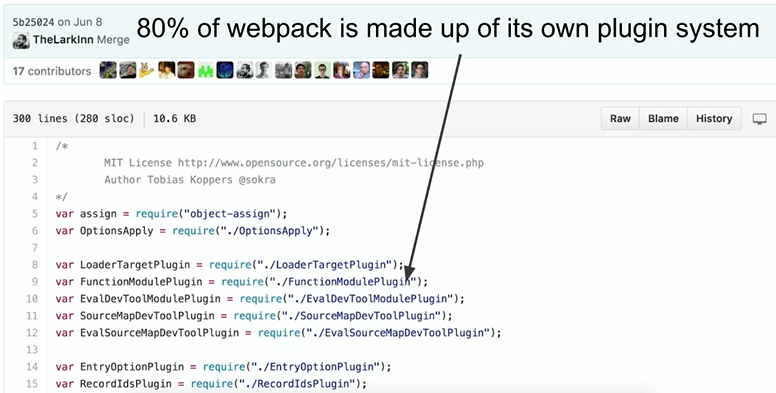 80% of webpack is made up of its own plugin system
5b25024 on Jun 8
TheLarkInn Merge
17 contributors
300 lines (280 sloc) 10.6 KB Raw Blame History
1 /*
2 MIT License http://www.opensource.org/licenses/mit-license.php
3 Author Tobias Koppers @sokra
4 */
5 var assign = require("object-assign");
6 var OptionsApply = require("./OptionsApply");
7
8 var LoaderTargetPlugin = require("./LoaderTargetPlugin");
9 var FunctionModulePlugin = require("./FunctionModulePlugin");
10 var EvalDevToolModulePlugin = require("./EvalDevToolModulePlugin");
11 var SourceMapDevToolPlugin = require("./SourceMapDevToolPlugin");
12 var EvalSourceMapDevToolPlugin = require("./EvalSourceMapDevToolPlugin");
13
14 var EntryOptionPlugin = require("./EntryOptionPlugin");
15 var RecordIdsPlugin = require("./RecordIdsPlugin");